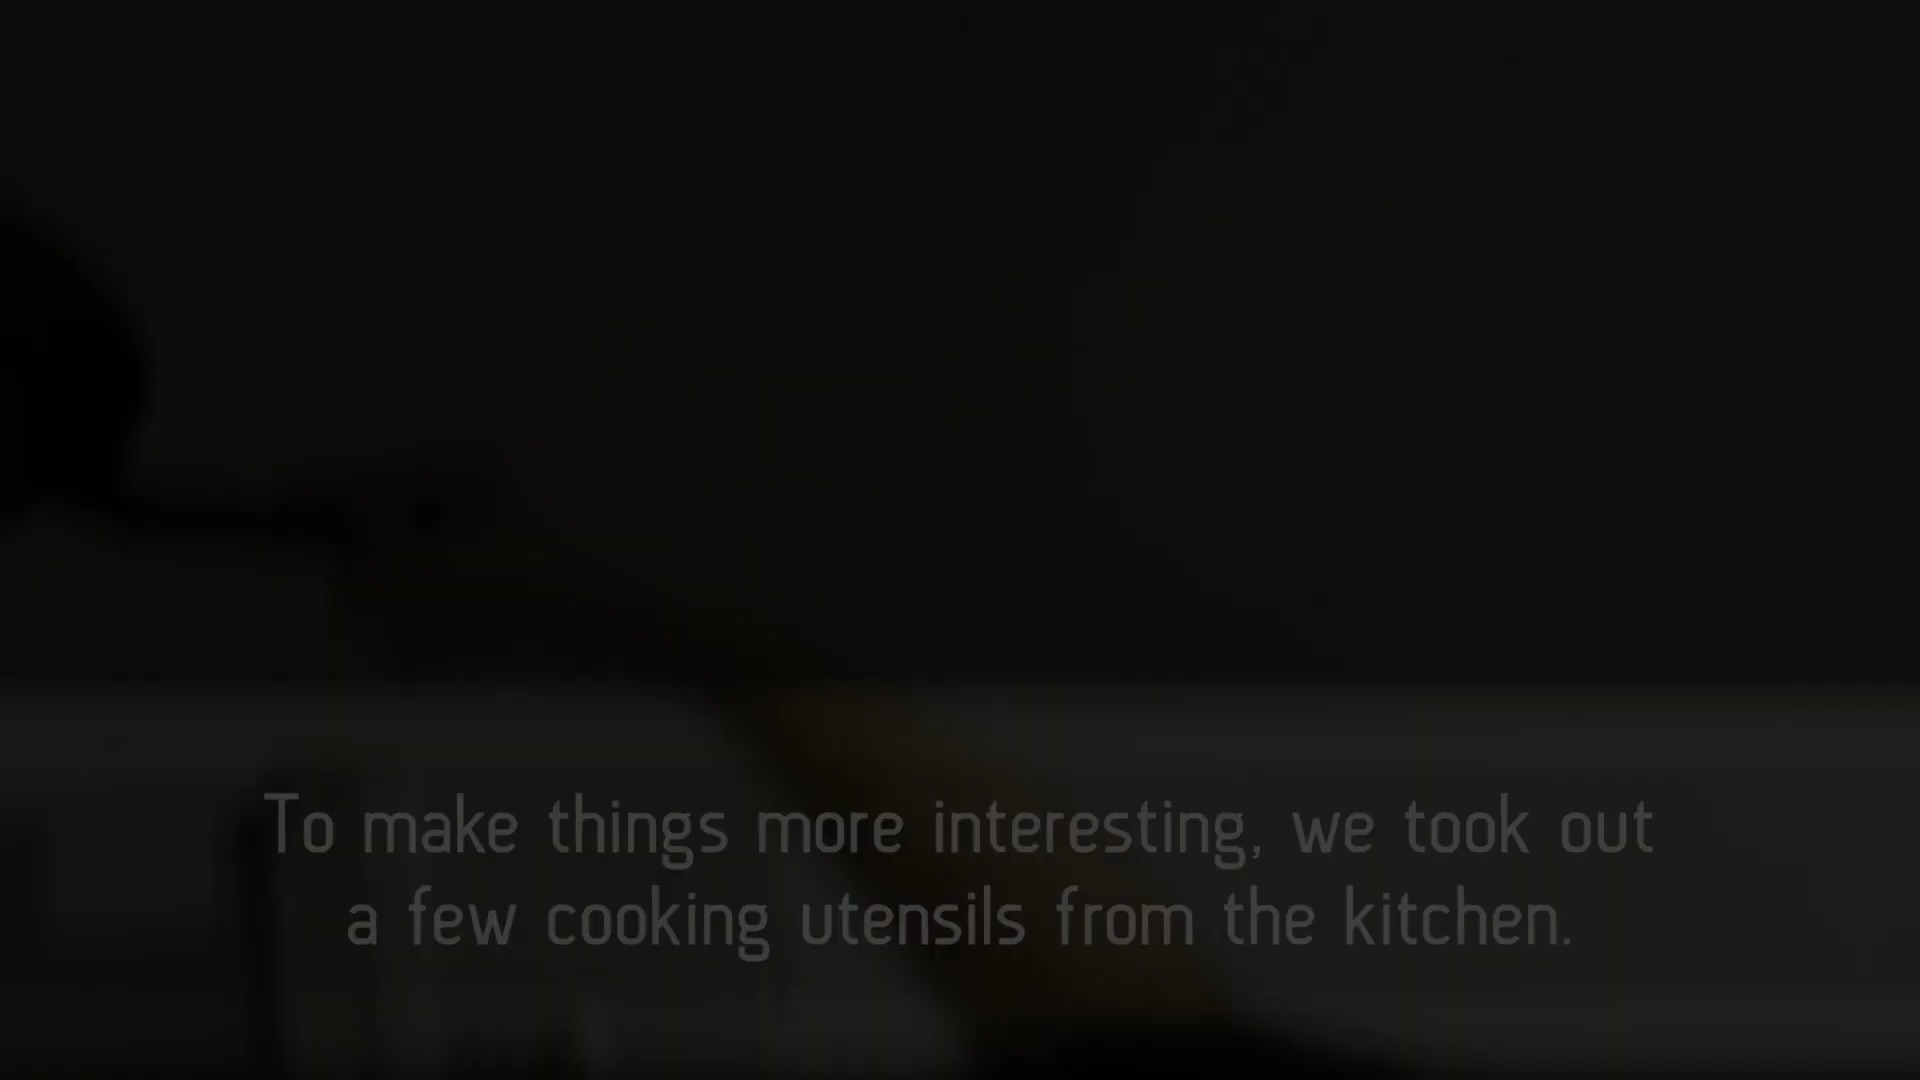 To make things more interesting, we took out
a few cooking utensils from the kitchen.